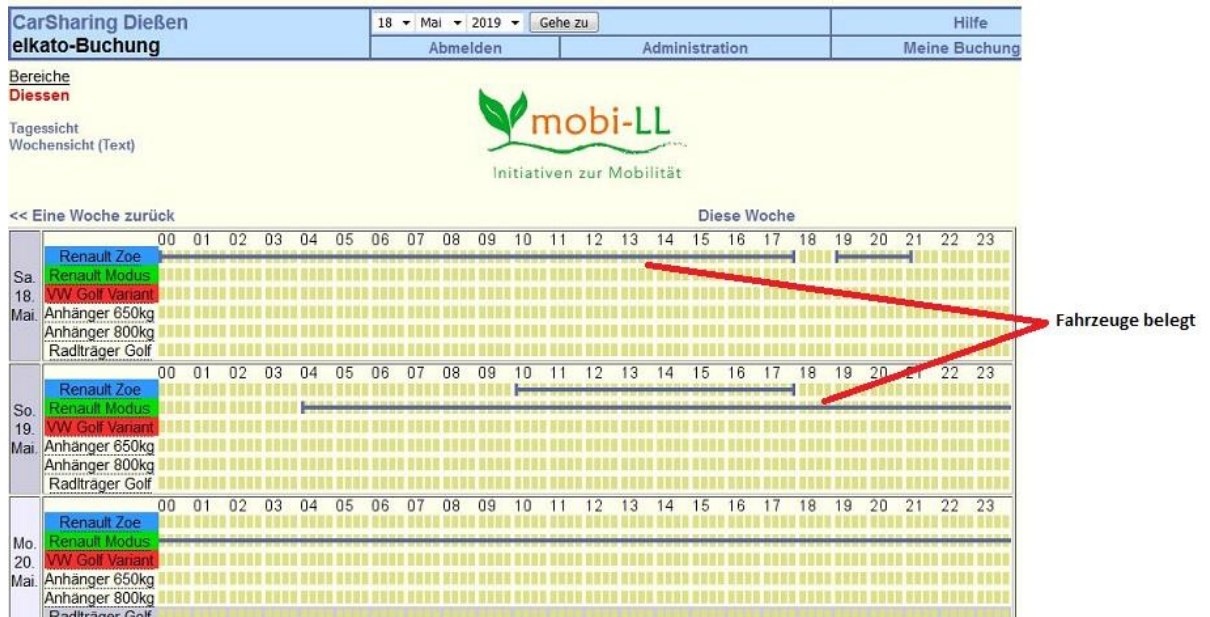 CarSharing Dießen
elkato-Buchung
18 Mai 2019 Gehe zu
Hilfe
Abmelden Administration Meine Buchung
Bereiche
Diessen
Tagessicht
Wochensicht (Text)
mobi-LL
Initiativen zur Mobilität
<< Eine Woche zurück Diese Woche
00 01 02 03 04 05 06 07 08 09 10 11 12 13 14 15 16 17 18 19 20 21 22 23
Sa. 18. Mai.
Renault Zoe
Renault Modus
VW Golf Variant
Anhänger 650kg
Anhänger 800kg
Radlträger Golf
Fahrzeuge belegt
00 01 02 03 04 05 06 07 08 09 10 11 12 13 14 15 16 17 18 19 20 21 22 23
So. 19. Mai.
Renault Zoe
Renault Modus
VW Golf Variant
Anhänger 650kg
Anhänger 800kg
Radlträger Golf
00 01 02 03 04 05 06 07 08 09 10 11 12 13 14 15 16 17 18 19 20 21 22 23
Mo. 20. Mai.
Renault Zoe
Renault Modus
VW Golf Variant
Anhänger 650kg
Anhänger 800kg
Radlträger Golf